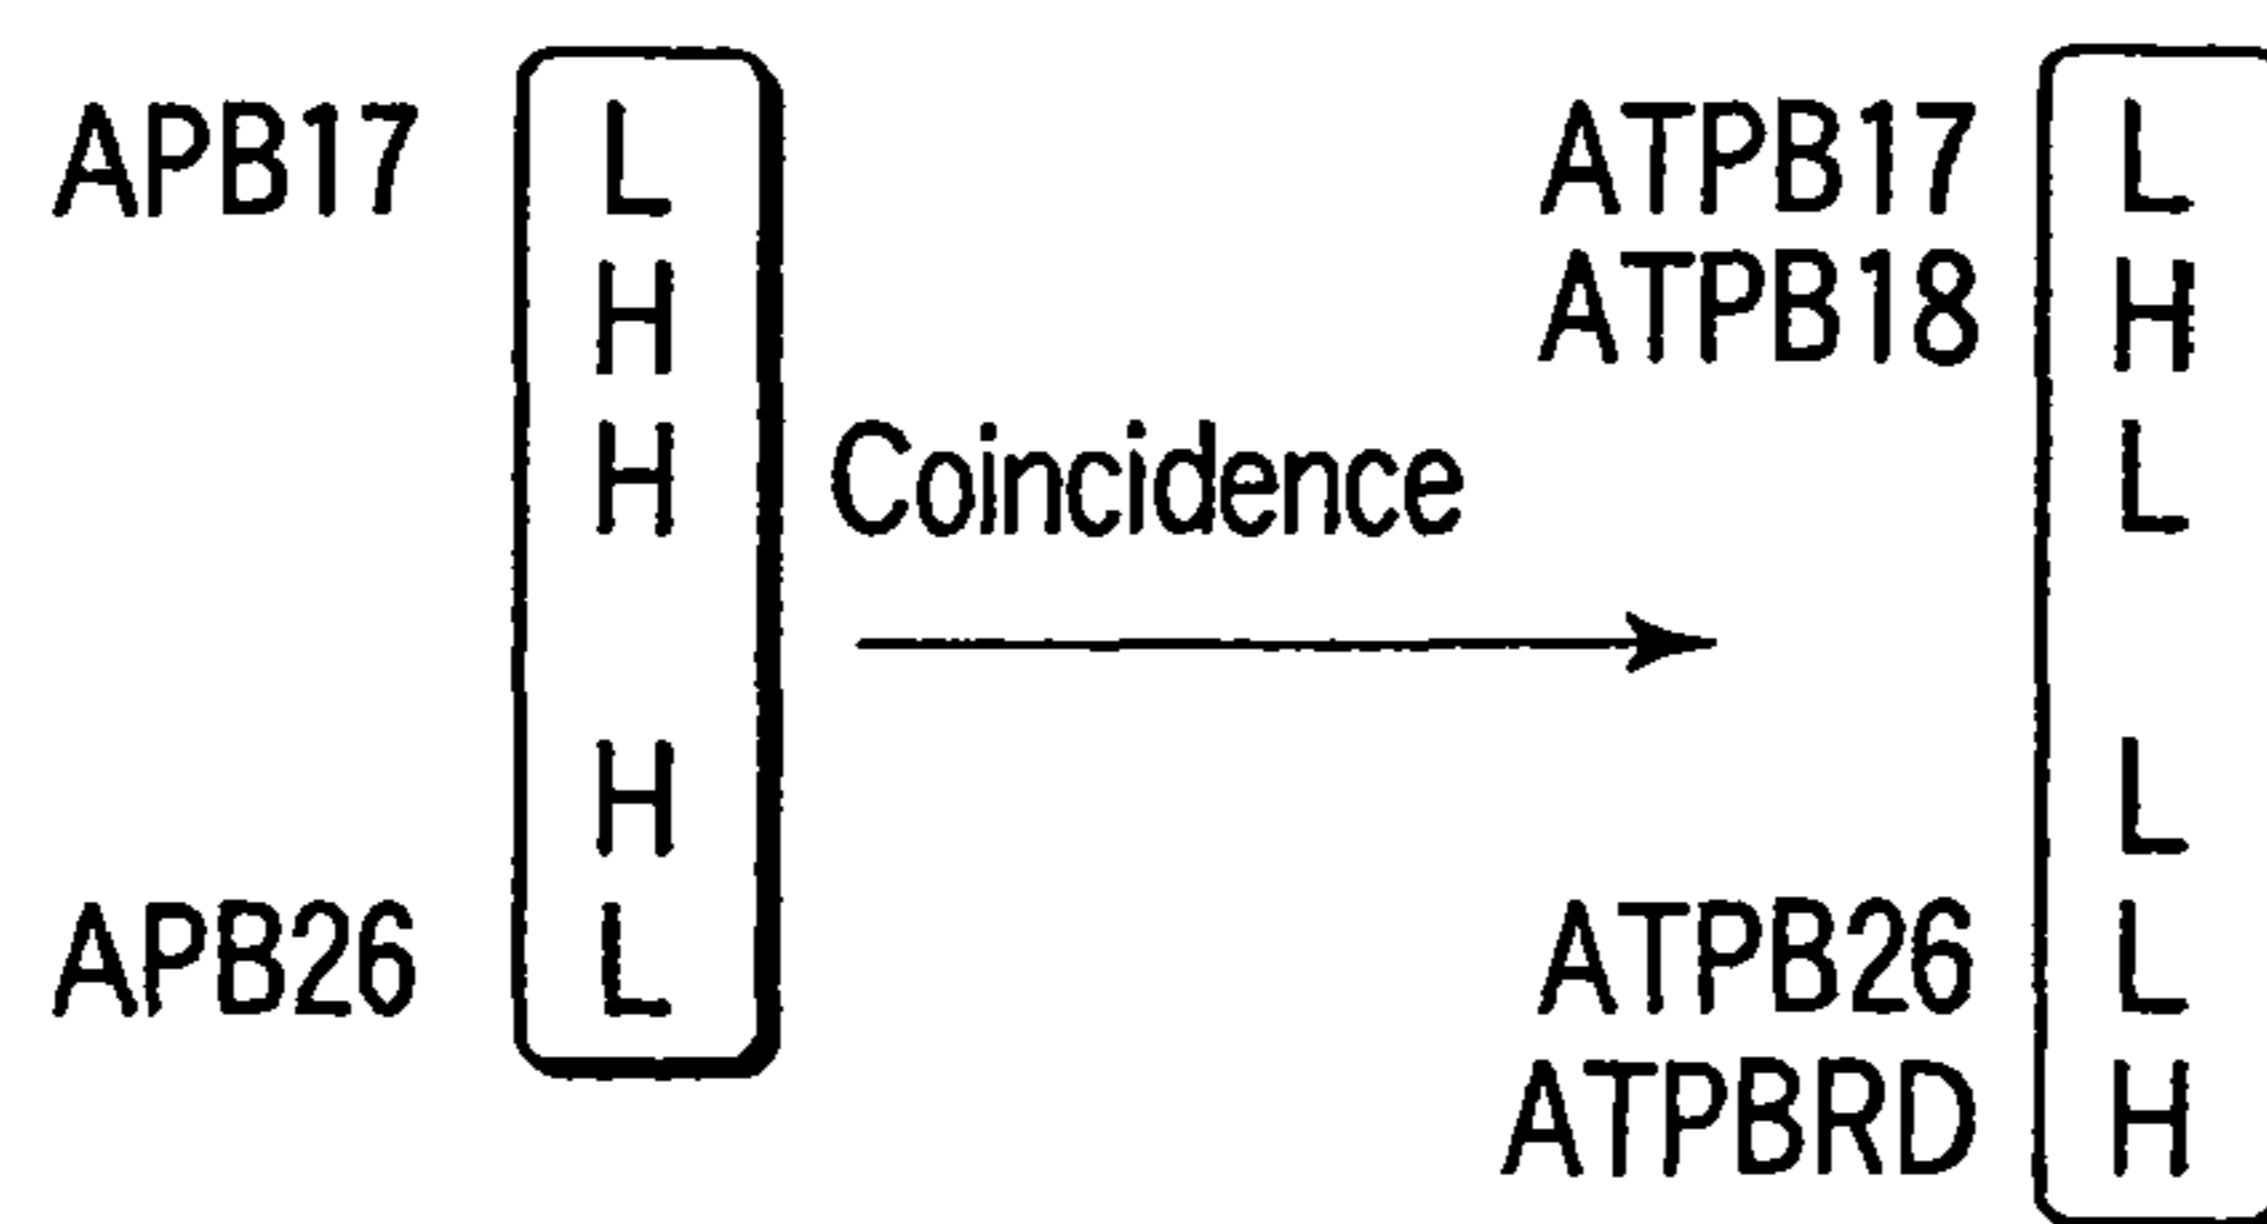 APB17 L ATPB17 L
H ATPB18 H
H Coincidence L
H L
APB26 L ATPB26 L
ATPBRD H